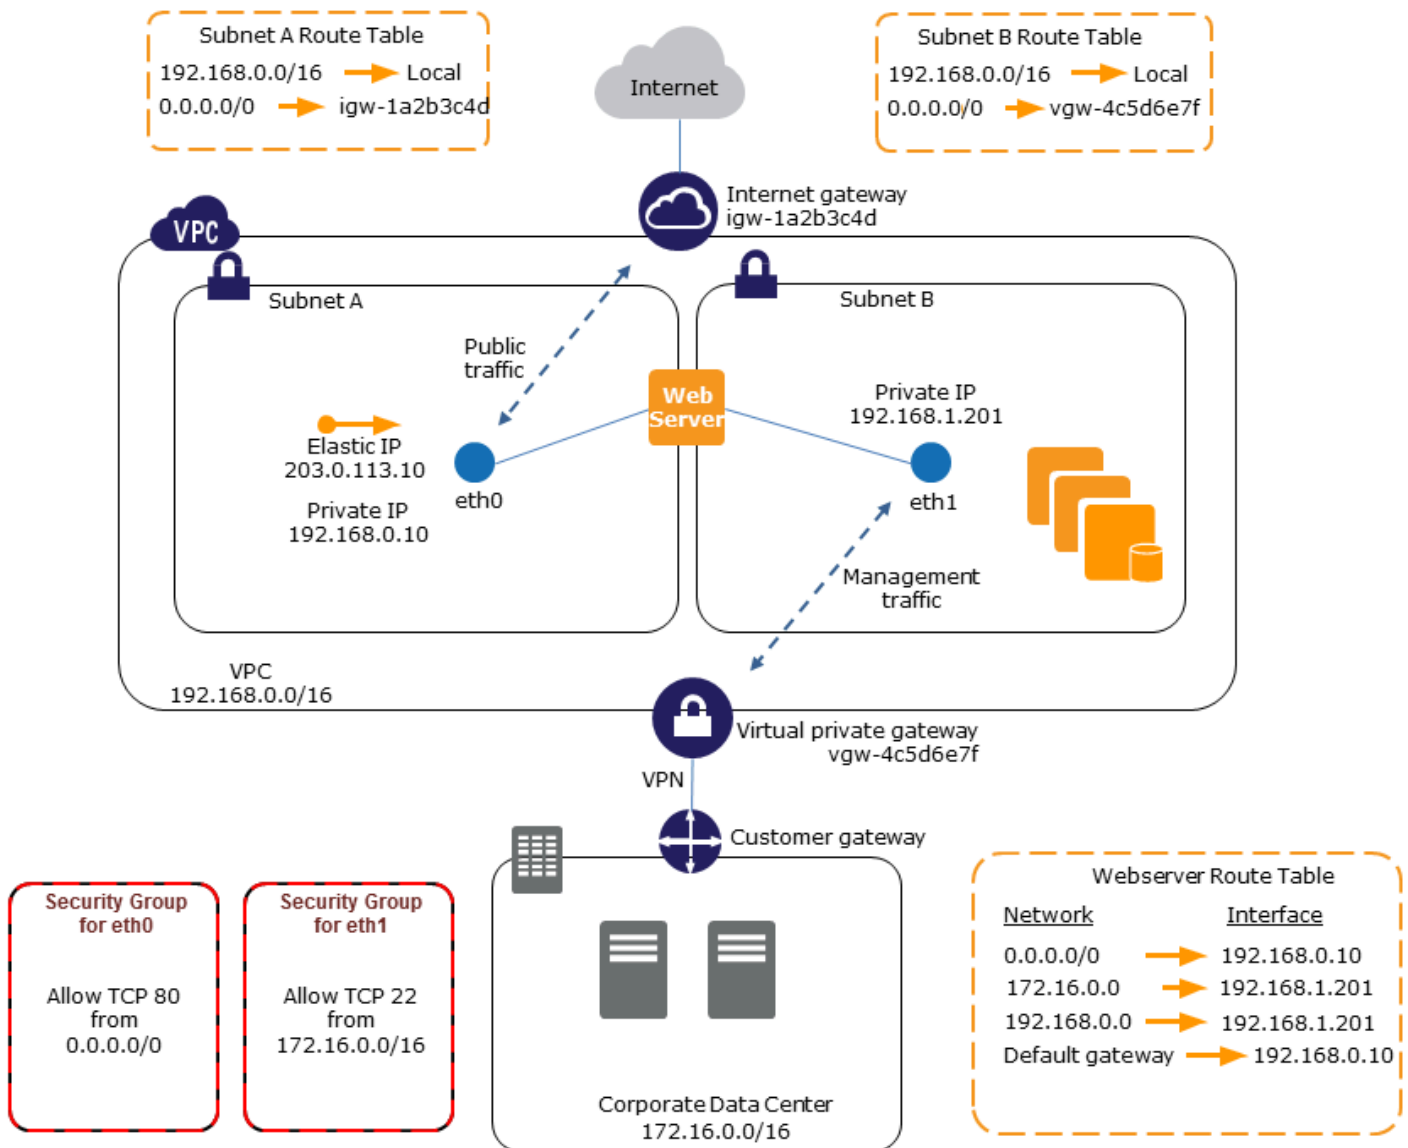 Subnet A Route Table
192.168.0.0/16 Local
0.0.0.0/0 igw-1a2b3c4d
Subnet B Route Table
192.168.0.0/16 Local
0.0.0.0/0 vgw-4c5d6e7f
Internet
Internet gateway
igw-1a2b3c4d
VPC
Subnet A
Subnet B
Public
traffic
Web
Server
Private IP
192.168.1.201
Elastic IP
203.0.113.10
eth0
eth1
Private IP
192.168.0.10
Management
traffic
VPC
192.168.0.0/16
Virtual private gateway
vgw-4c5d6e7f
VPN
Customer gateway
Security Group
for eth0
Allow TCP 80
from
0.0.0.0/0
Security Group
for eth1
Allow TCP 22
from
172.16.0.0/16
Corporate Data Center
172.16.0.0/16
Webserver Route Table
Network Interface
0.0.0.0/0 192.168.0.10
172.16.0.0 192.168.1.201
192.168.0.0 192.168.1.201
Default gateway 192.168.0.10